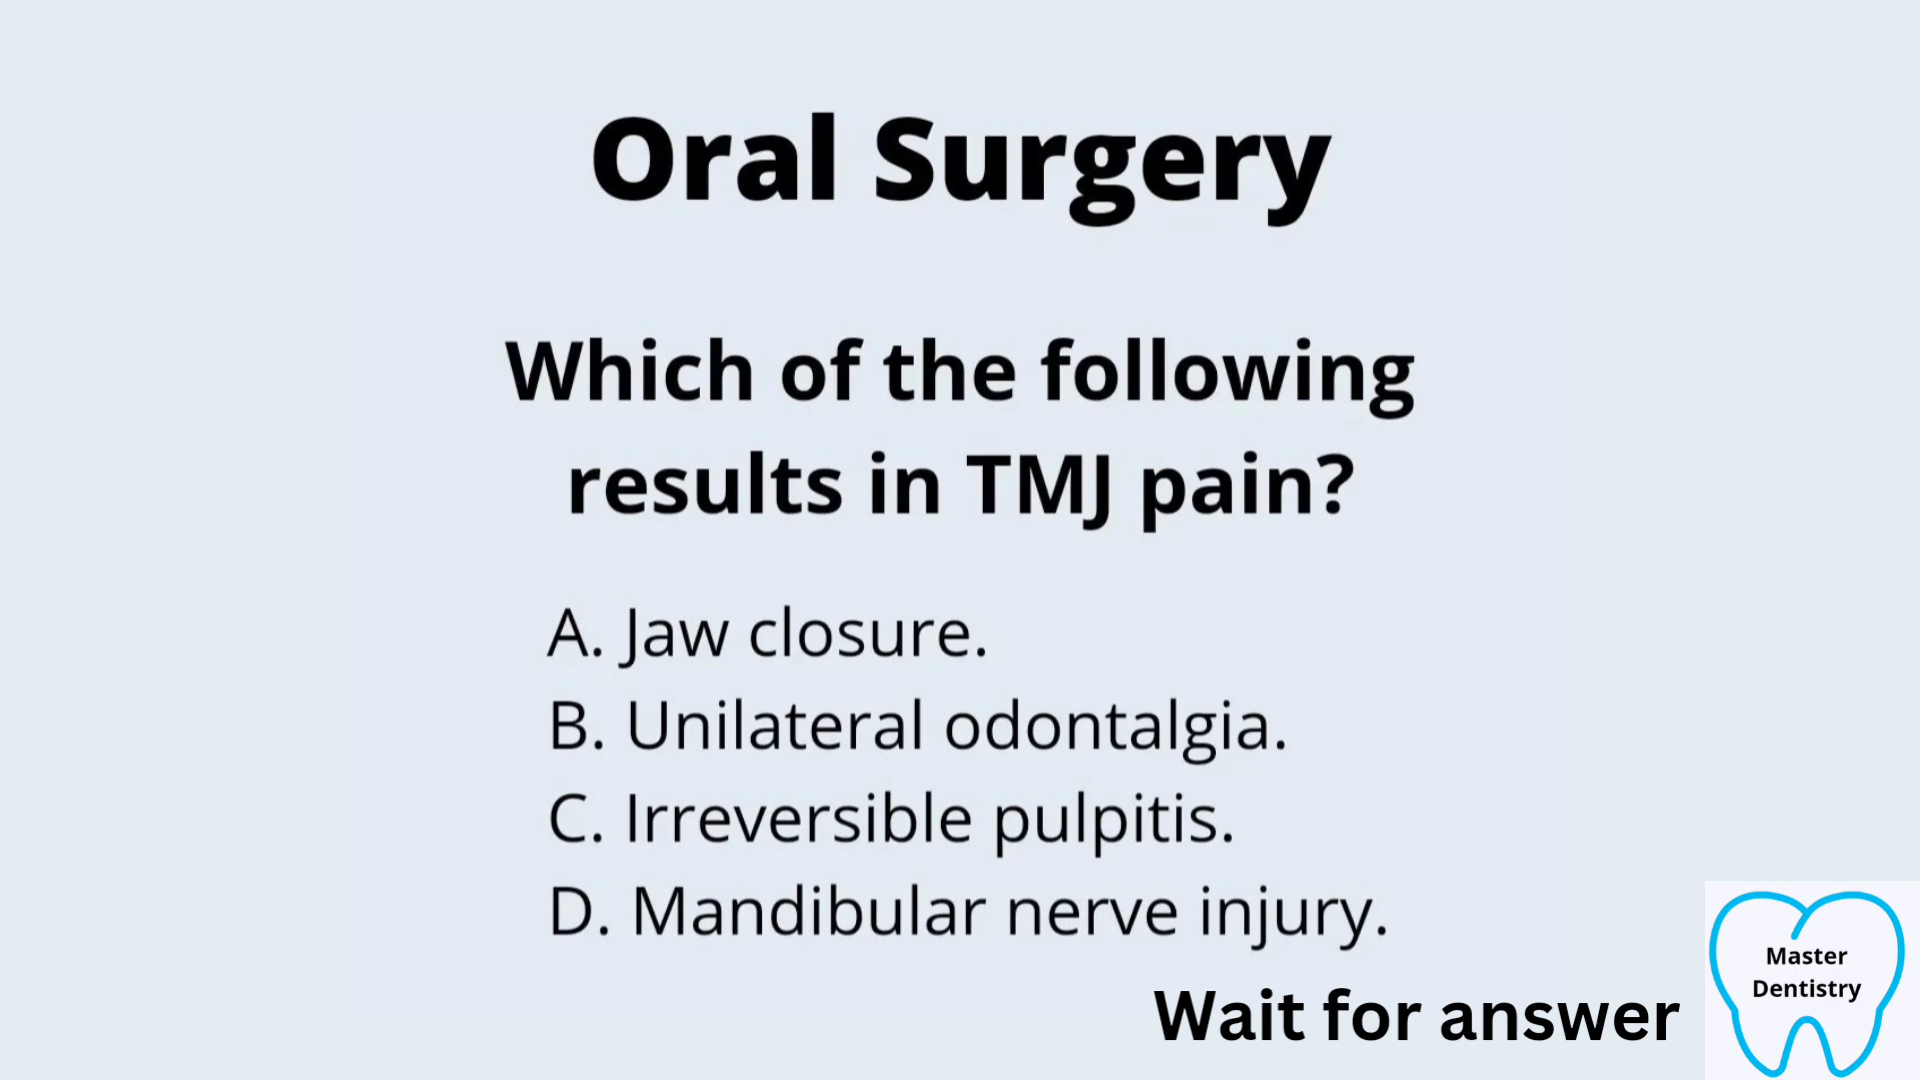 Oral Surgery
Which of the following
results in TMJ pain?
A. Jaw closure.
B. Unilateral odontalgia.
C. Irreversible pulpitis.
D. Mandibular nerve injury.
Wait for answer
Master
Dentistry